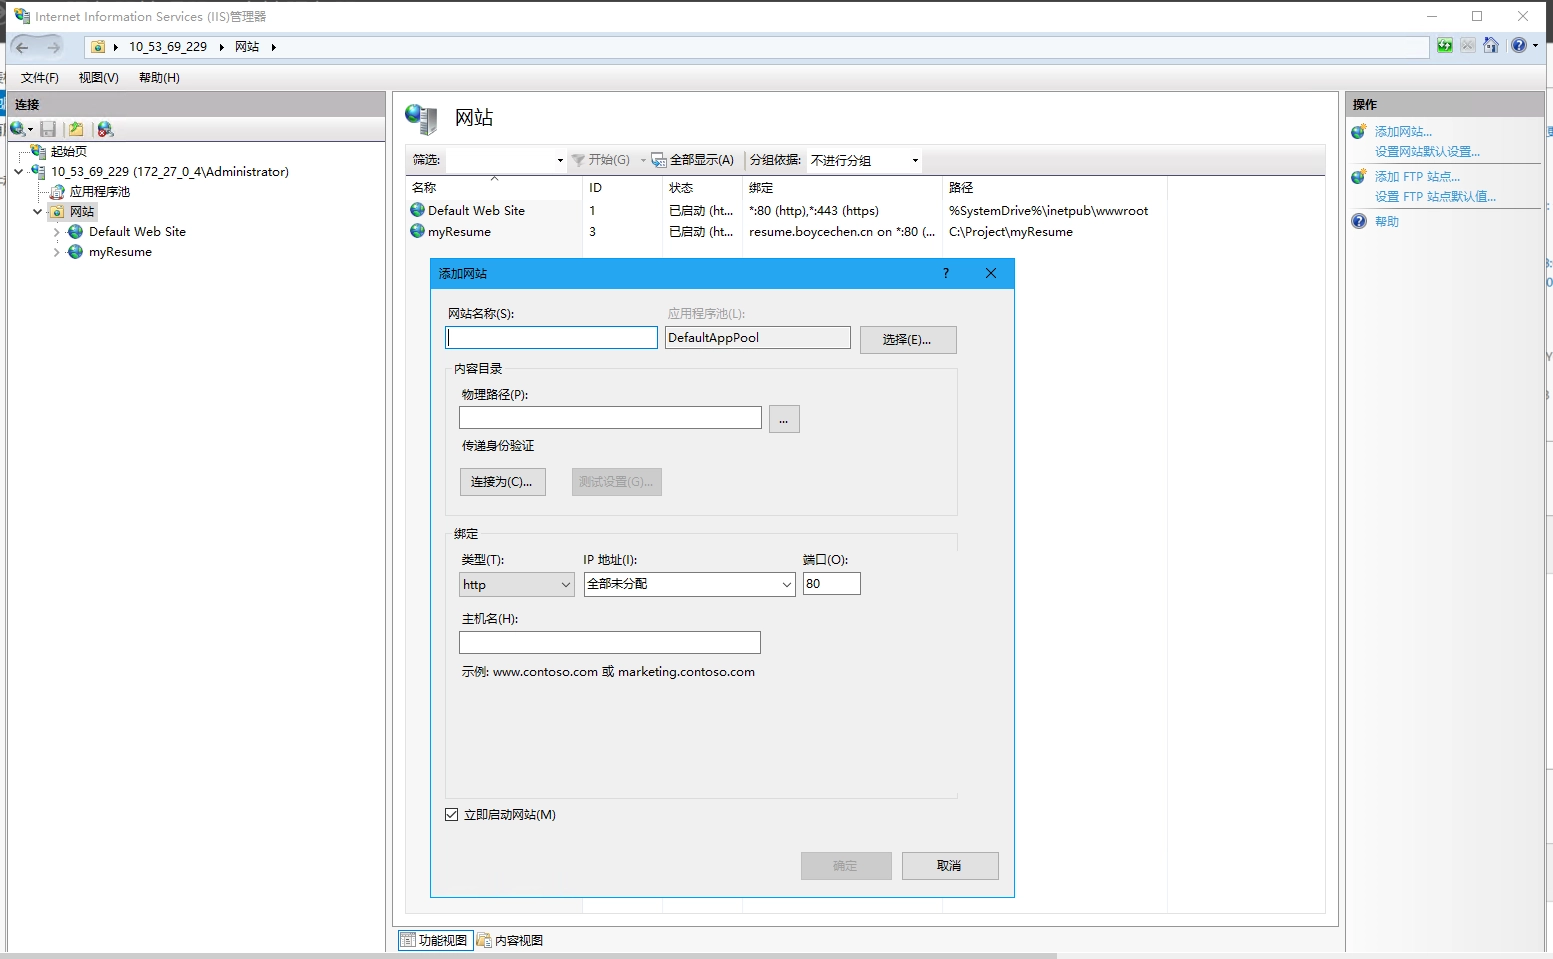 Internet Information Services (IIS)管理器
10_53_69_229
网站
文件(F)
视图(V)
帮助(H)
连接
起始页
10_53_69_229 (172_27_0_4\Administrator)
应用程序池
网站
Default Web Site
myResume
网站
筛选:
开始(G)
全部显示(A)
分组依据:
不进行分组
名称
ID
状态
绑定
路径
Default Web Site
1
已启动 (ht...
*:80 (http),*:443 (https)
%SystemDrive%\inetpub\wwwroot
myResume
3
已启动 (ht...
resume.boycechen.cn on *:80 (...
C:\Project\myResume
添加网站
?
网站名称(S):
应用程序池(L):
DefaultAppPool
选择(E)...
内容目录
物理路径(P):
...
传递身份验证
连接为(C)...
测试设置(G)...
绑定
类型(T):
IP 地址(I):
端口(O):
http
全部未分配
80
主机名(H):
示例: www.contoso.com 或 marketing.contoso.com
立即启动网站(M)
确定
取消
功能视图
内容视图
操作
添加网站...
设置网站默认设置...
添加 FTP 站点...
设置 FTP 站点默认值...
帮助